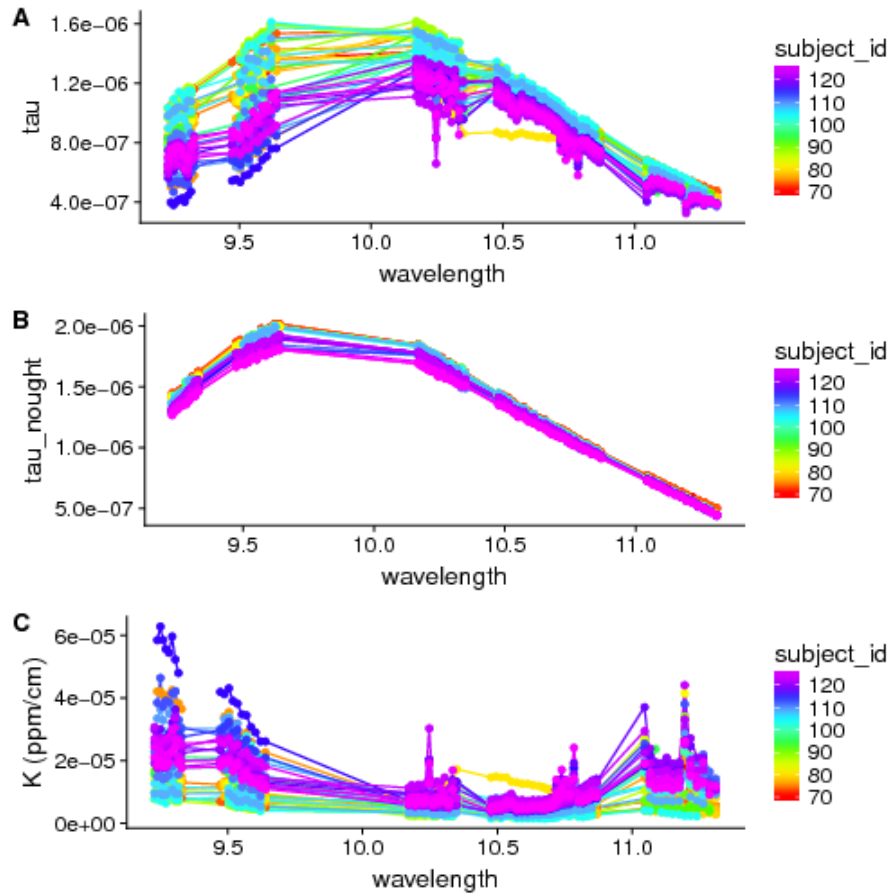 A
tau
1.6e−06
1.2e−06
8.0e−07
4.0e−07
9.5 10.0 10.5 11.0
wavelength
subject_id
120
110
100
90
80
70
B
tau_nought
2.0e−06
1.5e−06
1.0e−06
5.0e−07
9.5 10.0 10.5 11.0
wavelength
subject_id
120
110
100
90
80
70
C
K (ppm/cm)
6e−05
4e−05
2e−05
0e+00
9.5 10.0 10.5 11.0
wavelength
subject_id
120
110
100
90
80
70